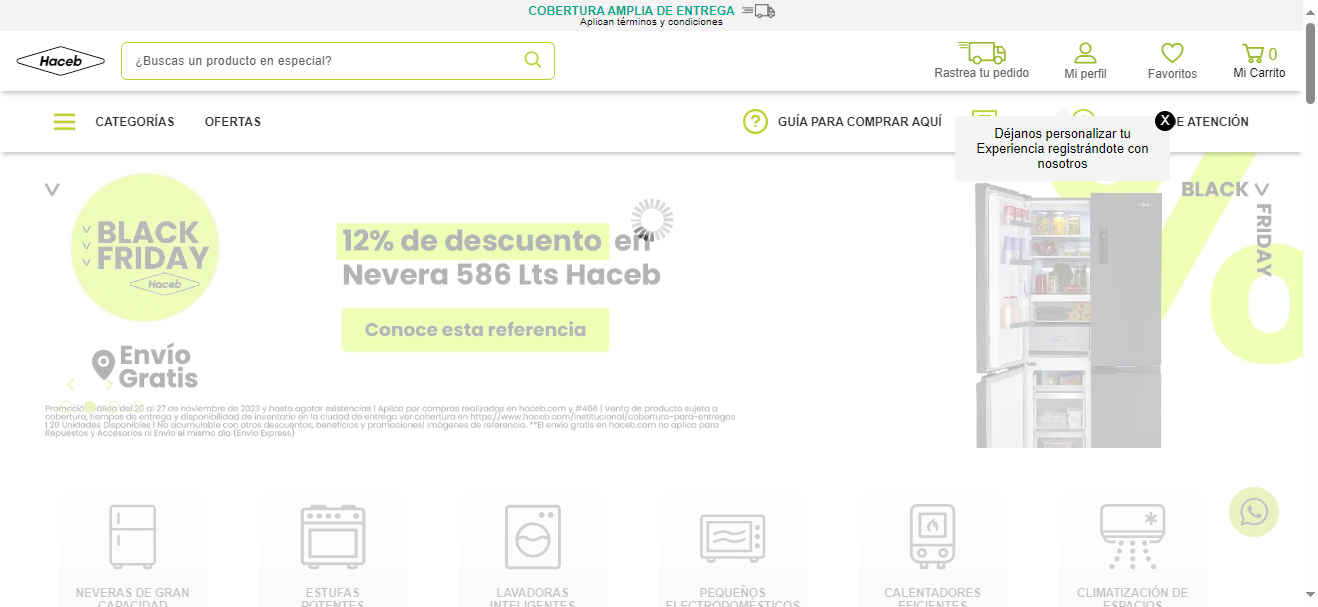 COBERTURA AMPLIA DE ENTREGA
Aplican términos y condiciones
Haceb
¿Buscas un producto en especial?
Rastrea tu pedido
Mi perfil
Favoritos
0
Mi Carrito
CATEGORÍAS
OFERTAS
? GUÍA PARA COMPRAR AQUÍ
E ATENCIÓN
X
Déjanos personalizar tu
Experiencia registrándote con
nosotros
BLACK
FRIDAY
Haceb
Envío
Gratis
12% de descuento en
Nevera 586 Lts Haceb
Conoce esta referencia
BLACK
FRIDAY
%
Promoción válida del 20 al 27 de noviembre de 2023 y hasta agotar existencias | Aplica por compras realizadas en haceb.com y #466 | Venta de producto sujeta a
cobertura, tiempos de entrega y disponibilidad de inventario en la ciudad de entrega ver cobertura en https://www.haceb.com/institucional/cobertura-para-entregas
| 20 Unidades Disponibles | No acumulable con otros descuentos, beneficios y promociones| Imágenes de referencia. **El envío gratis en haceb.com no aplica para
Repuestos y Accesorios ni Envío el mismo día (Envío Express)
NEVERAS DE GRAN
CAPACIDAD
ESTUFAS
POTENTES
LAVADORAS
INTELIGENTES
PEQUEÑOS
ELECTRODOMÉSTICOS
CALENTADORES
EFICIENTES
CLIMATIZACIÓN DE
ESPACIOS